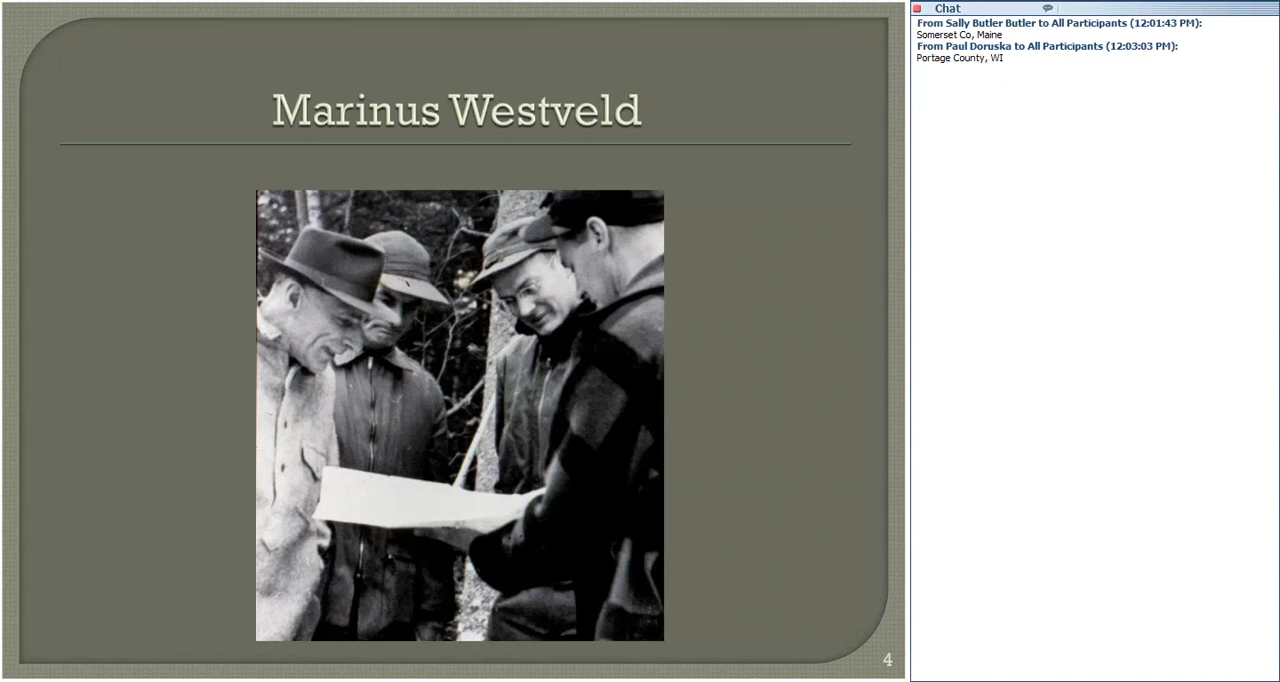 Marinus Westveld
4
Chat
From Sally Butler Butler to All Participants (12:01:43 PM):
Somerset Co, Maine
From Paul Doruska to All Participants (12:03:03 PM):
Portage County, WI